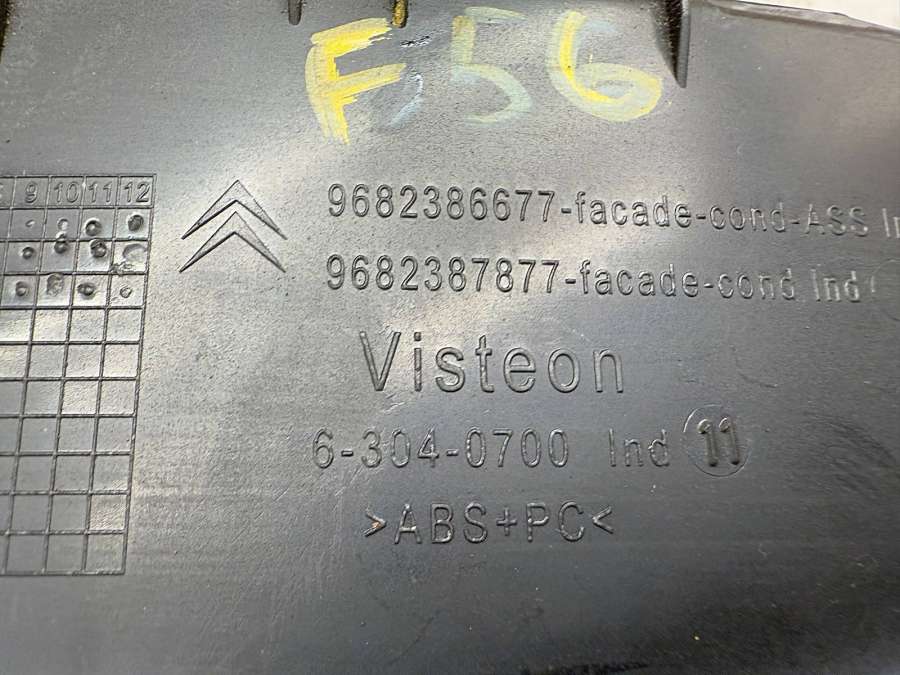 F56
9 10 11 12
9682386677-facade-cond-ASS
9682387877-facade-cond Ind
Visteon
6-304-0700 Ind 11
>ABS+PC<